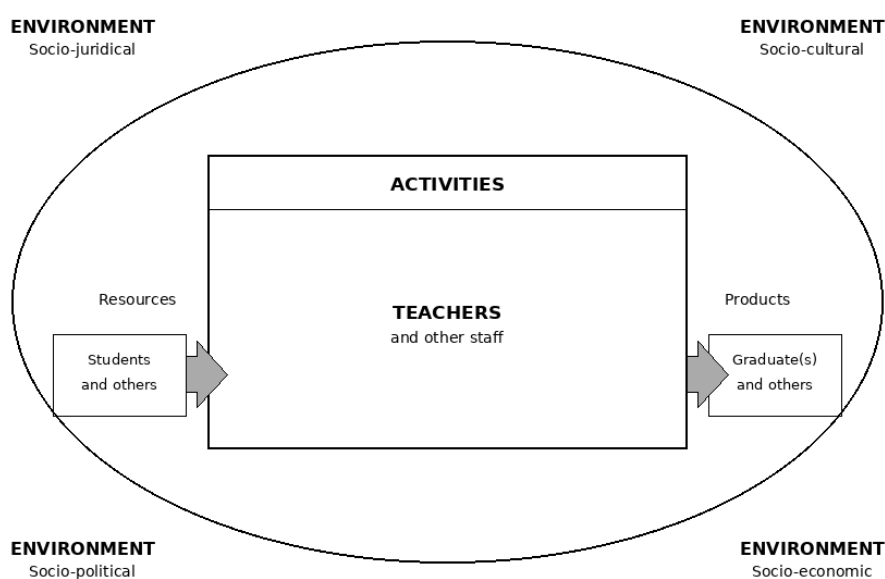 ENVIRONMENT
Socio-juridical
ENVIRONMENT
Socio-cultural
ACTIVITIES
Resources
TEACHERS
and other staff
Products
Students
and others
Graduate(s)
and others
ENVIRONMENT
Socio-political
ENVIRONMENT
Socio-economic